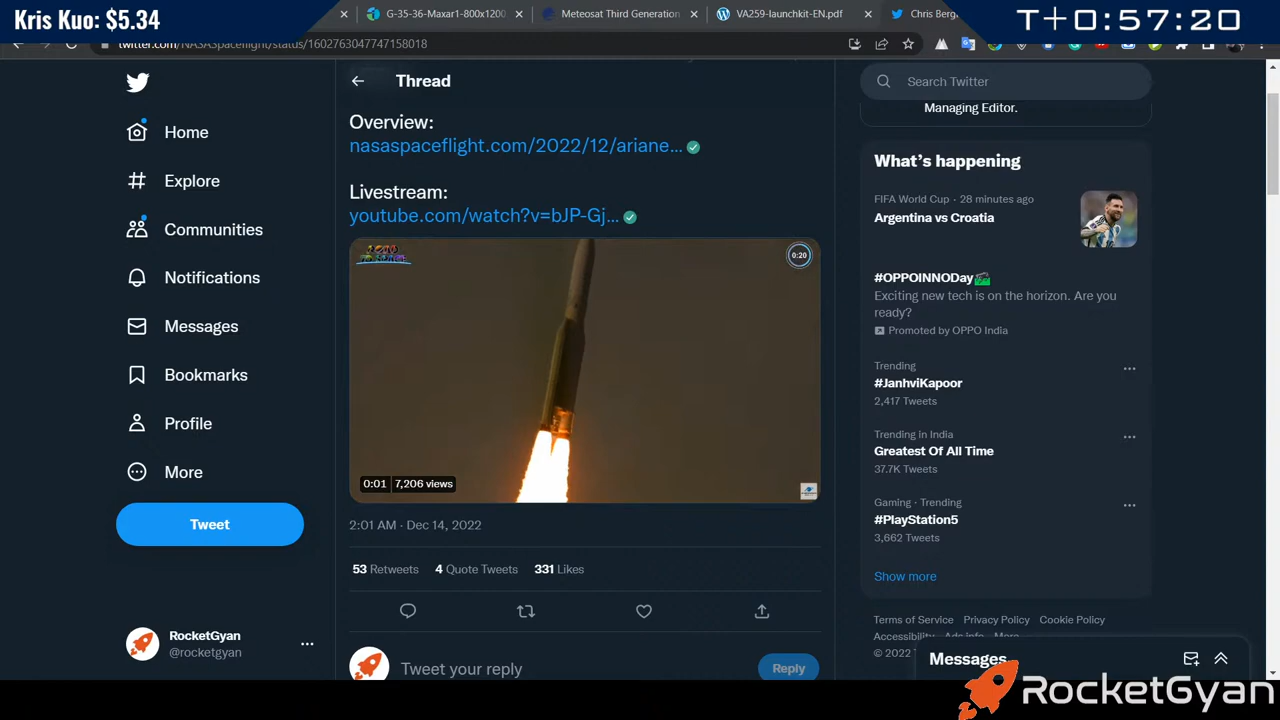 Kris Kuo: $5.34
G-35-36-Maxar1-800x1200
Meteosat Third Generation
VA259-launchkit-EN.pdf
Chris Berg
T+0:57:20
twitter.com/NASASpaceflight/status/1602763047747158018
Home
Explore
Communities
Notifications
Messages
Bookmarks
Profile
More
Tweet
RocketGyan
@rocketgyan
Thread
Overview:
nasaspaceflight.com/2022/12/ariane...
Livestream:
youtube.com/watch?v=bJP-Gj...
0:20
0:01 7,206 views
2:01 AM · Dec 14, 2022
53 Retweets 4 Quote Tweets 331 Likes
Tweet your reply
Reply
Search Twitter
Managing Editor.
What's happening
FIFA World Cup · 28 minutes ago
Argentina vs Croatia
#OPPOINNODay
Exciting new tech is on the horizon. Are you
ready?
Promoted by OPPO India
Trending
#JanhviKapoor
2,417 Tweets
Trending in India
Greatest Of All Time
37.7K Tweets
Gaming · Trending
#PlayStation5
3,662 Tweets
Show more
Terms of Service Privacy Policy Cookie Policy
Accessibility Ads info More
© 2022
Messages
RocketGyan